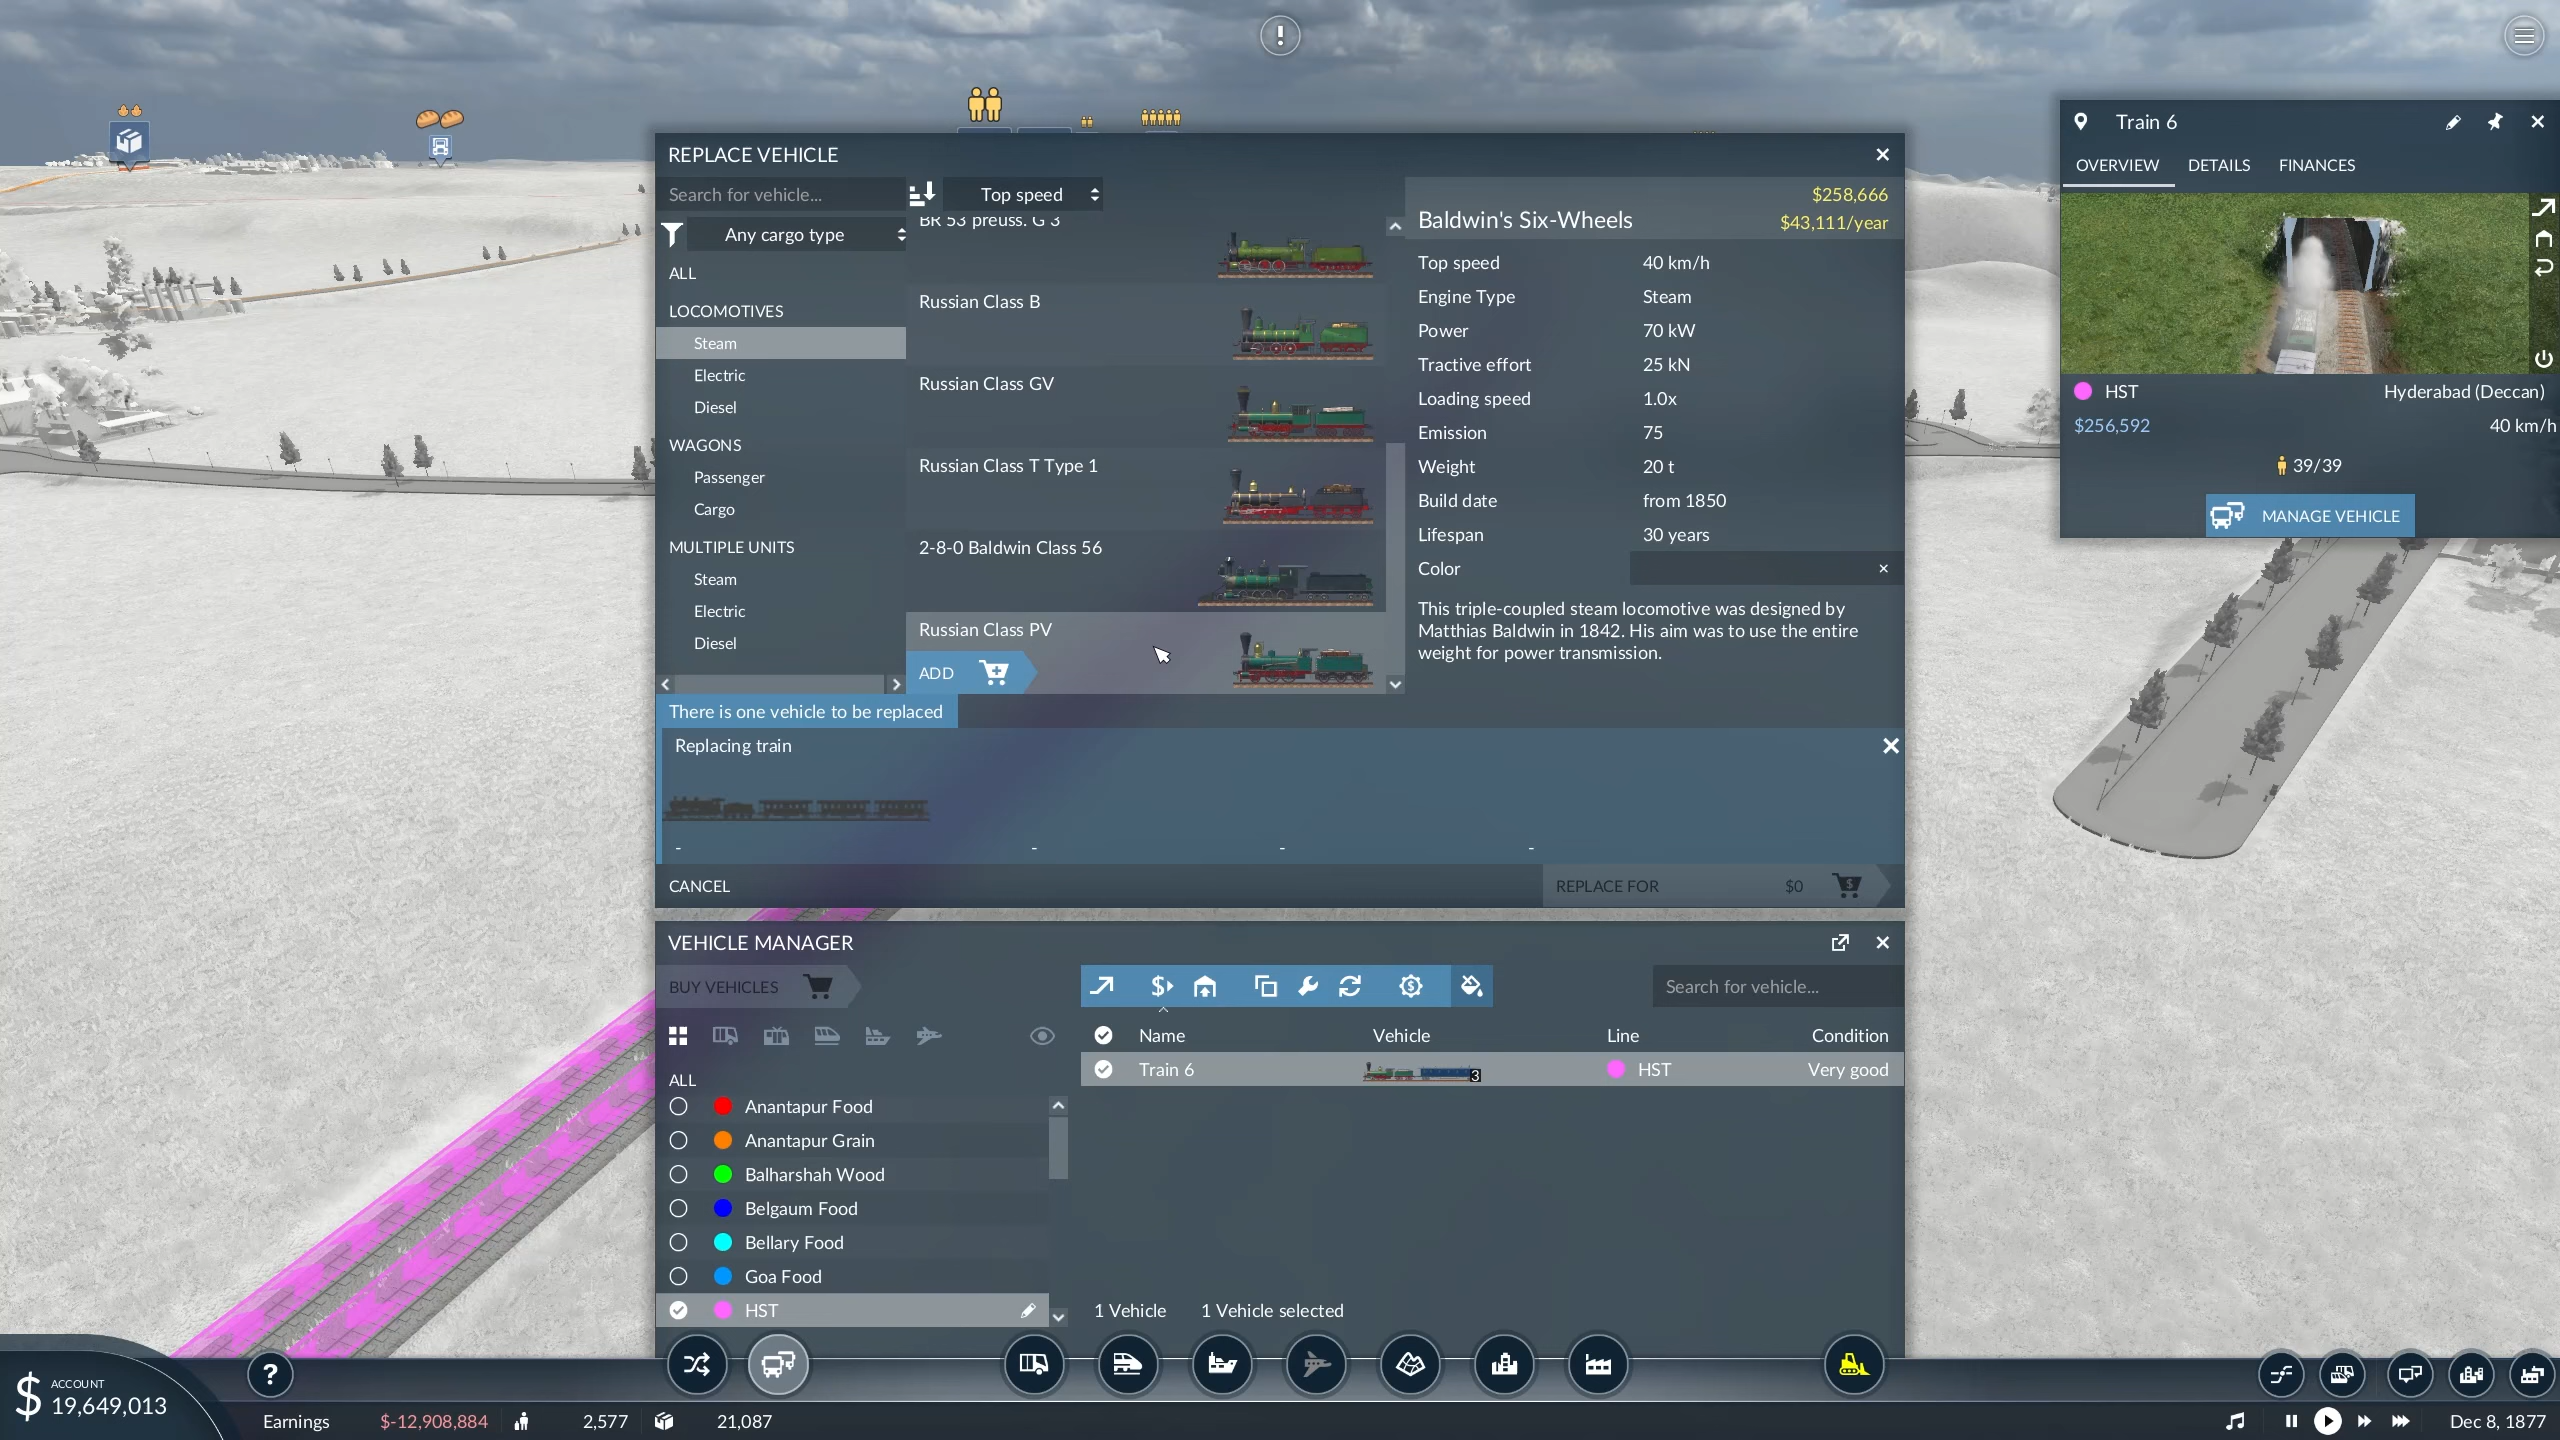 REPLACE VEHICLE
Search for vehicle...
Top speed
Any cargo type
ALL
LOCOMOTIVES
Steam
Electric
Diesel
WAGONS
Passenger
Cargo
MULTIPLE UNITS
Steam
Electric
Diesel
BR 53 preuss. G 3
Russian Class B
Russian Class GV
Russian Class T Type 1
2-8-0 Baldwin Class 56
Russian Class PV
ADD
$258,666
Baldwin's Six-Wheels
$43,111/year
Top speed 40 km/h
Engine Type Steam
Power 70 kW
Tractive effort 25 kN
Loading speed 1.0x
Emission 75
Weight 20 t
Build date from 1850
Lifespan 30 years
Color
This triple-coupled steam locomotive was designed by
Matthias Baldwin in 1842. His aim was to use the entire
weight for power transmission.
There is one vehicle to be replaced
Replacing train
- - - -
CANCEL
REPLACE FOR $0
Train 6
OVERVIEW DETAILS FINANCES
HST Hyderabad (Deccan)
$256,592 40 km/h
39/39
MANAGE VEHICLE
VEHICLE MANAGER
BUY VEHICLES
Search for vehicle...
ALL
Anantapur Food
Anantapur Grain
Balharshah Wood
Belgaum Food
Bellary Food
Goa Food
HST
Name Vehicle Line Condition
Train 6 3 HST Very good
1 Vehicle 1 Vehicle selected
ACCOUNT
$ 19,649,013
Earnings $-12,908,884 2,577 21,087
Dec 8, 1877